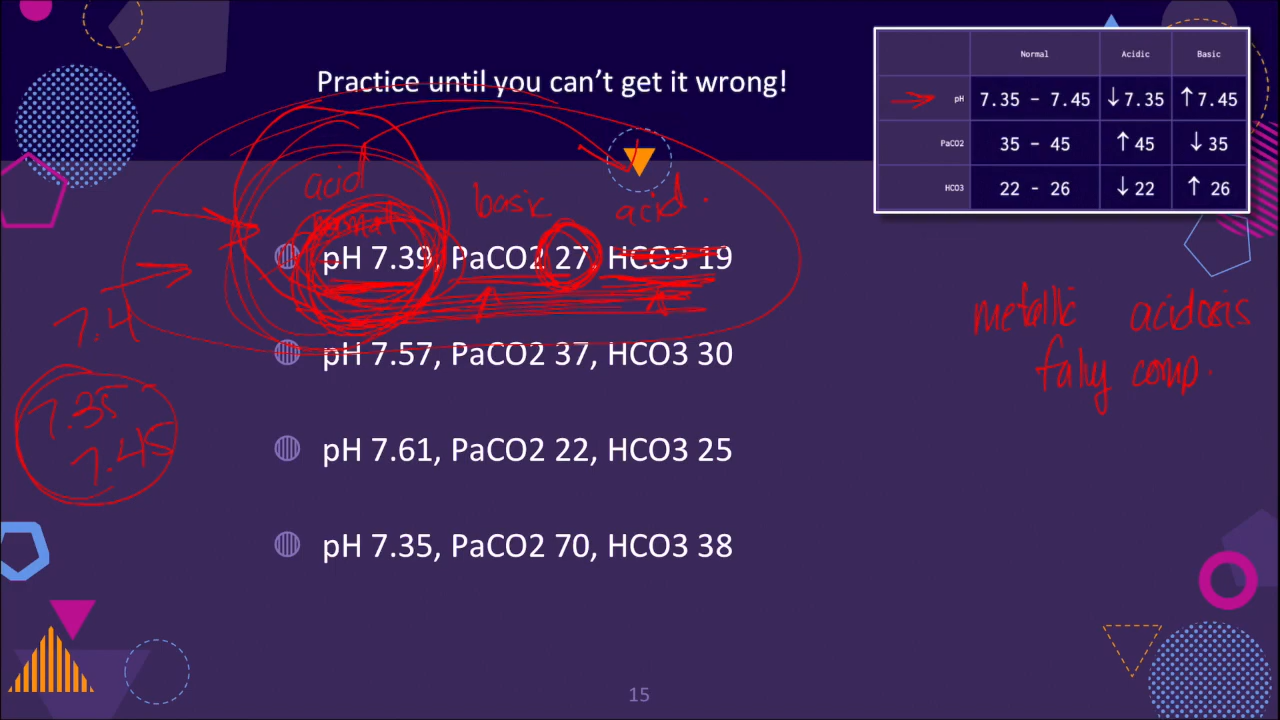 Practice until you can't get it wrong!
Normal Acidic Basic
pH 7.35 - 7.45 ↓7.35 ↑7.45
PaCO2 35 - 45 ↑45 ↓35
HCO3 22 - 26 ↓22 ↑26
acid
normal
basic
acid.
pH 7.39, PaCO2 27, HCO3 19
7.4
metallic acidosis
fully comp.
pH 7.57, PaCO2 37, HCO3 30
7.35
7.45
pH 7.61, PaCO2 22, HCO3 25
pH 7.35, PaCO2 70, HCO3 38
15